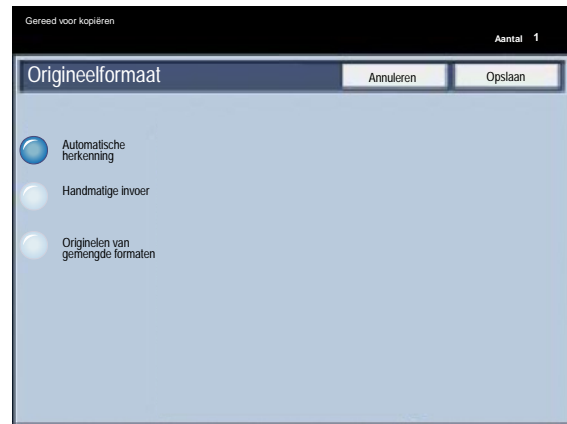 Gereed voor kopiëren
Aantal 1
Origineelformaat
Annuleren
Opslaan
Automatische
herkenning
Handmatige invoer
Originelen van
gemengde formaten